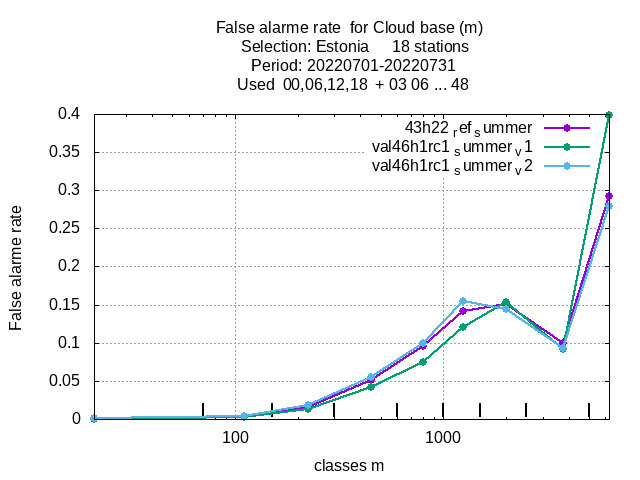 False alarme rate  for Cloud base (m)
Selection: Estonia     18 stations
Period: 20220701-20220731
Used  00,06,12,18  + 03 06 ... 48
43h22 ref summer
val46h1rc1 summer v1
val46h1rc1 summer v2
0.4
0.35
0.3
0.25
0.2
0.15
0.1
0.05
0
False alarme rate
100
1000
classes m